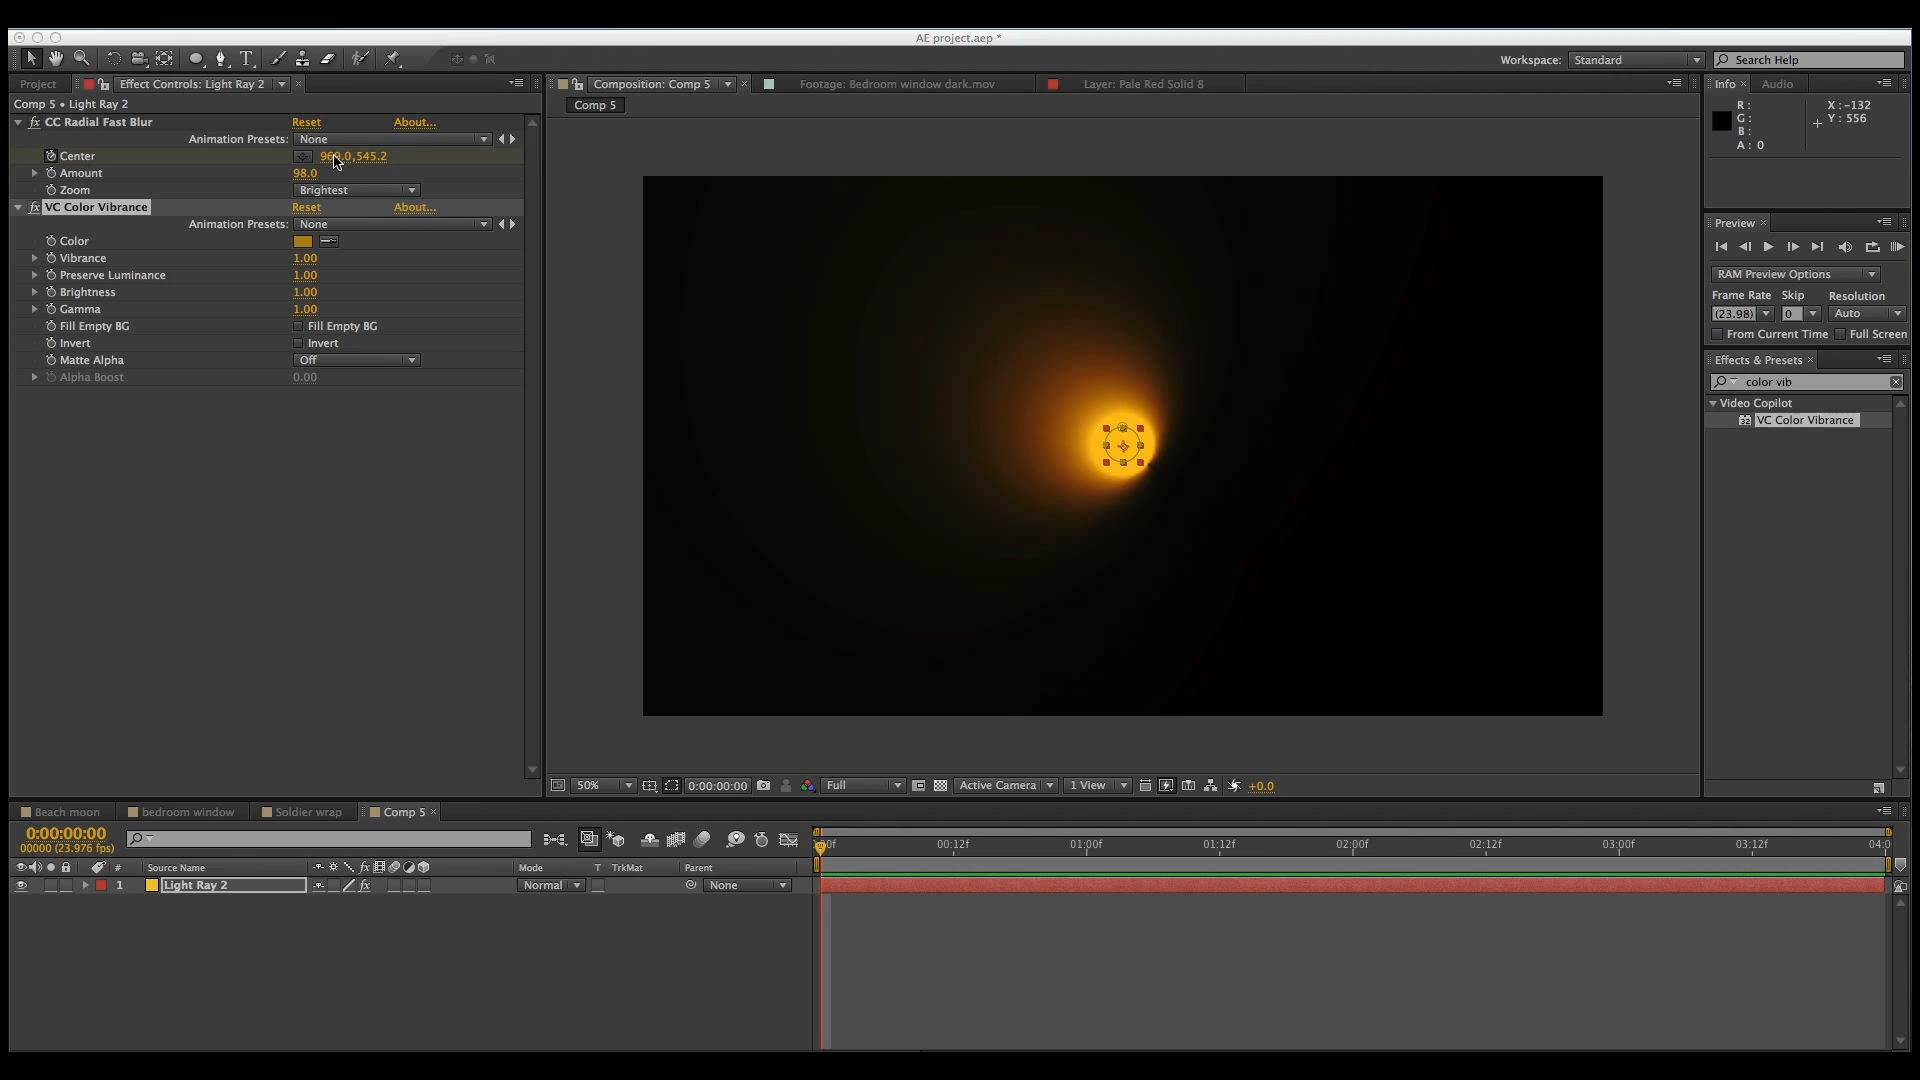 AE project.aep *
Workspace: Standard Search Help
Project Effect Controls: Light Ray 2 Composition: Comp 5 Footage: Bedroom window dark.mov Layer: Pale Red Solid 8 Info Audio
Comp 5 • Light Ray 2
Comp 5
CC Radial Fast Blur Reset About...
Animation Presets: None
Center ,545.2
Amount 98.0
Zoom Brightest
VC Color Vibrance Reset About...
Animation Presets: None
Color
Vibrance 1.00
Preserve Luminance 1.00
Brightness 1.00
Gamma 1.00
Fill Empty BG Fill Empty BG
Invert Invert
Matte Alpha Off
Alpha Boost 0.00
R:
G:
B:
A: 0
X: -132
Y: 556
Preview
RAM Preview Options
Frame Rate Skip Resolution
(23.98) 0 Auto
From Current Time Full Screen
Effects & Presets
color vib
Video Copilot
32 VC Color Vibrance
50% 0:00:00:00 Full Active Camera 1 View +0.0
Beach moon bedroom window Soldier wrap Comp 5
0:00:00:00
00000 (23.976 fps)
0f 00:12f 01:00f 01:12f 02:00f 02:12f 03:00f 03:12f 04:0
# Source Name fx Mode T TrkMat Parent
1 Light Ray 2 fx Normal None